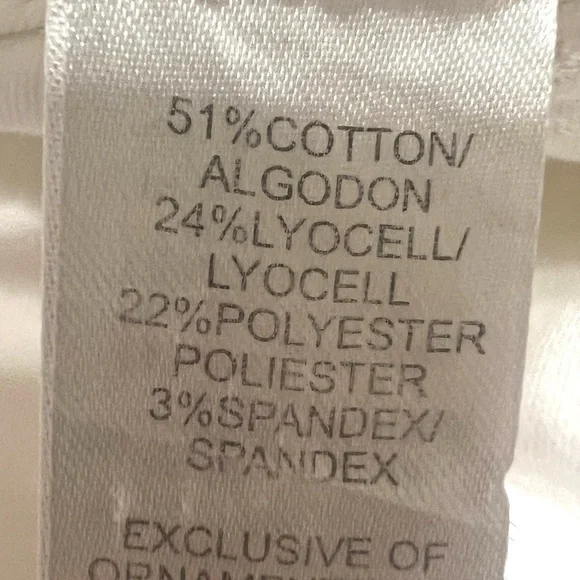 51%COTTON/
ALGODON
24%LYOCELL/
LYOCELL
22%POLYESTER
POLIESTER
3%SPANDEX/
SPANDEX
EXCLUSIVE OF